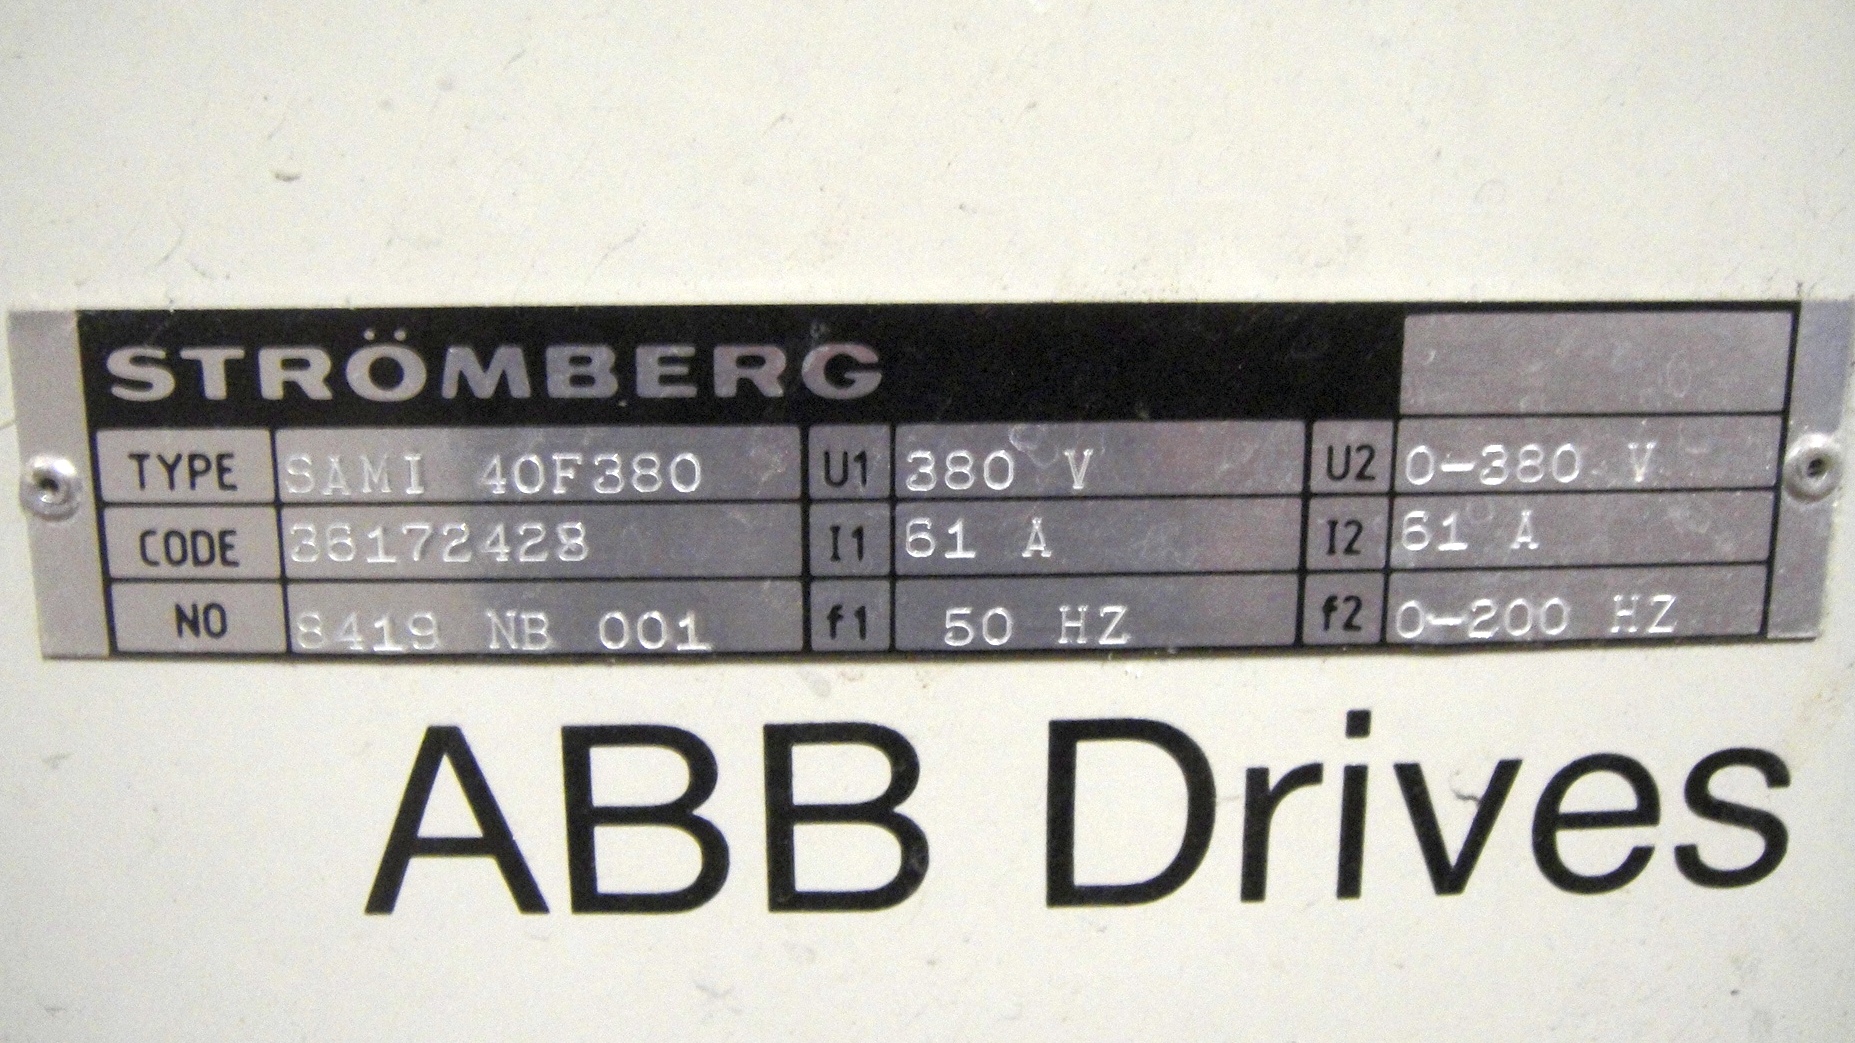 STRÖMBERG
TYPE SAMI 40F380 U1 380 V U2 0-380 V
CODE 36172428 I1 61 A I2 61 A
NO 8419 NB 001 f1 50 HZ f2 0-200 HZ
ABB Drives